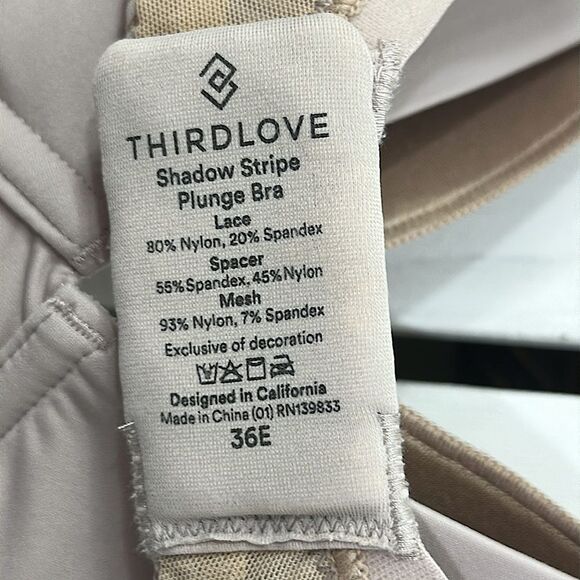 THIRDLOVE
Shadow Stripe
Plunge Bra
Lace
80% Nylon, 20% Spandex
Spacer
55% Spandex, 45% Nylon
Mesh
93% Nylon, 7% Spandex
Exclusive of decoration
Designed in California
Made in China (01) RN139833
36E